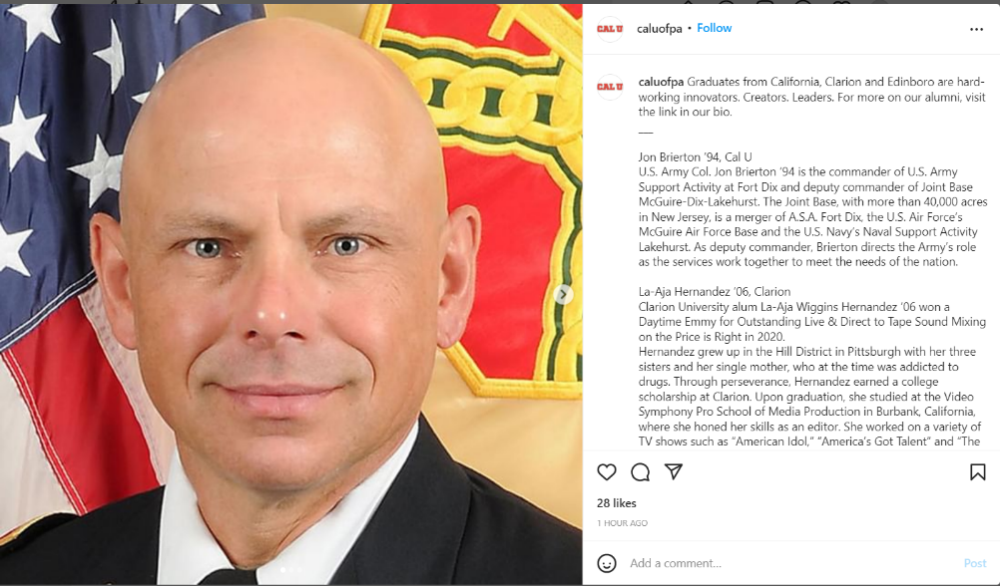 CAL U
caluofpa • Follow
CAL U
caluofpa Graduates from California, Clarion and Edinboro are hard-
working innovators. Creators. Leaders. For more on our alumni, visit
the link in our bio.
Jon Brierton '94, Cal U
U.S. Army Col. Jon Brierton '94 is the commander of U.S. Army
Support Activity at Fort Dix and deputy commander of Joint Base
McGuire-Dix-Lakehurst. The Joint Base, with more than 40,000 acres
in New Jersey, is a merger of A.S.A. Fort Dix, the U.S. Air Force's
McGuire Air Force Base and the U.S. Navy's Naval Support Activity
Lakehurst. As deputy commander, Brierton directs the Army's role
as the services work together to meet the needs of the nation.
La-Aja Hernandez '06, Clarion
Clarion University alum La-Aja Wiggins Hernandez '06 won a
Daytime Emmy for Outstanding Live & Direct to Tape Sound Mixing
on the Price is Right in 2020.
Hernandez grew up in the Hill District in Pittsburgh with her three
sisters and her single mother, who at the time was addicted to
drugs. Through perseverance, Hernandez earned a college
scholarship at Clarion. Upon graduation, she studied at the Video
Symphony Pro School of Media Production in Burbank, California,
where she honed her skills as an editor. She worked on a variety of
TV shows such as "American Idol," "America's Got Talent" and "The
28 likes
1 HOUR AGO
Add a comment...
Post